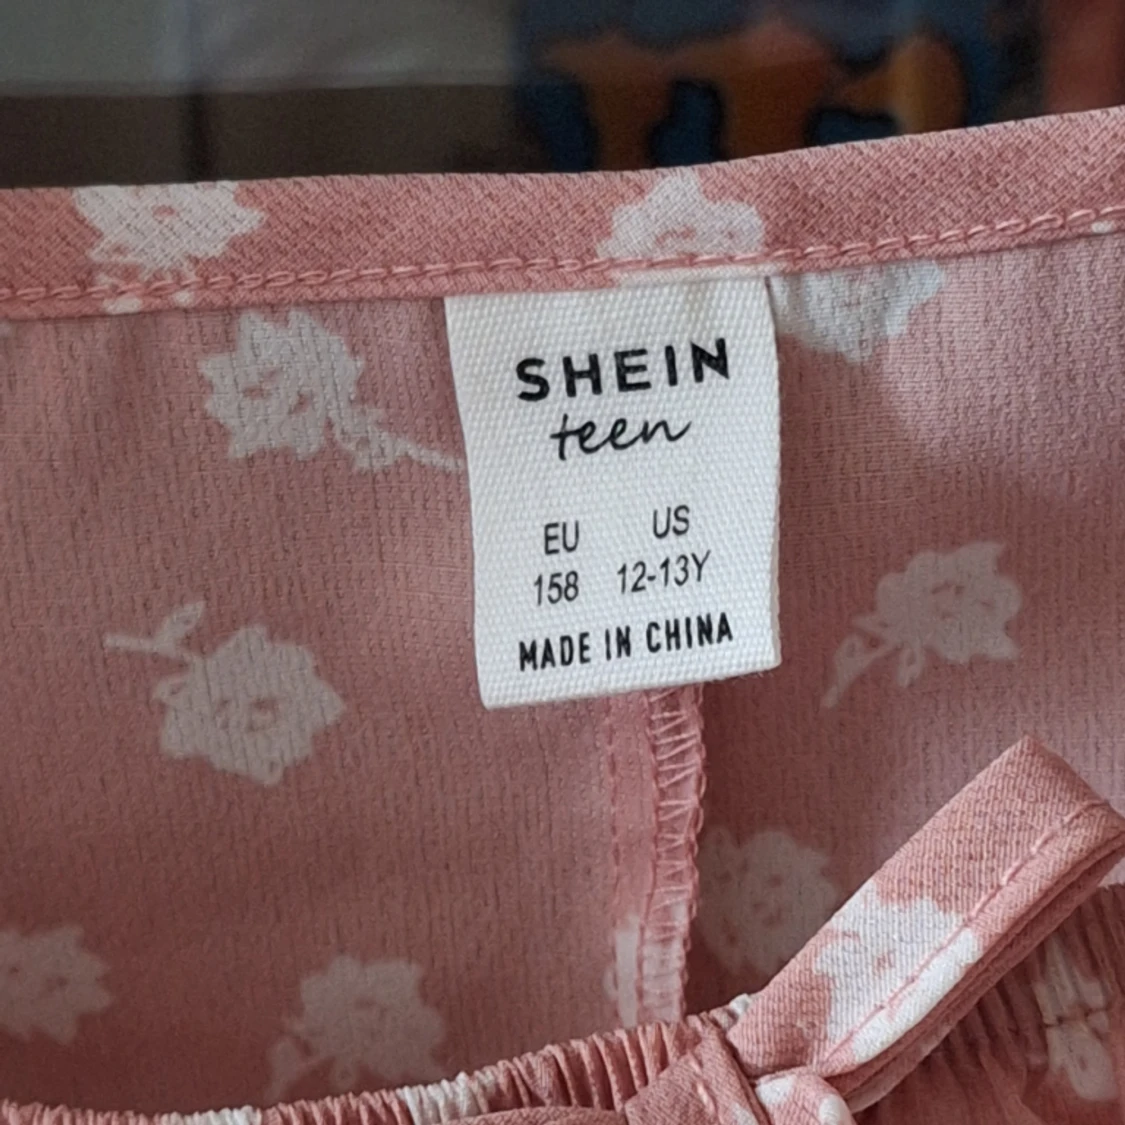 SHEIN
teen
EU US
158 12-13Y
MADE IN CHINA